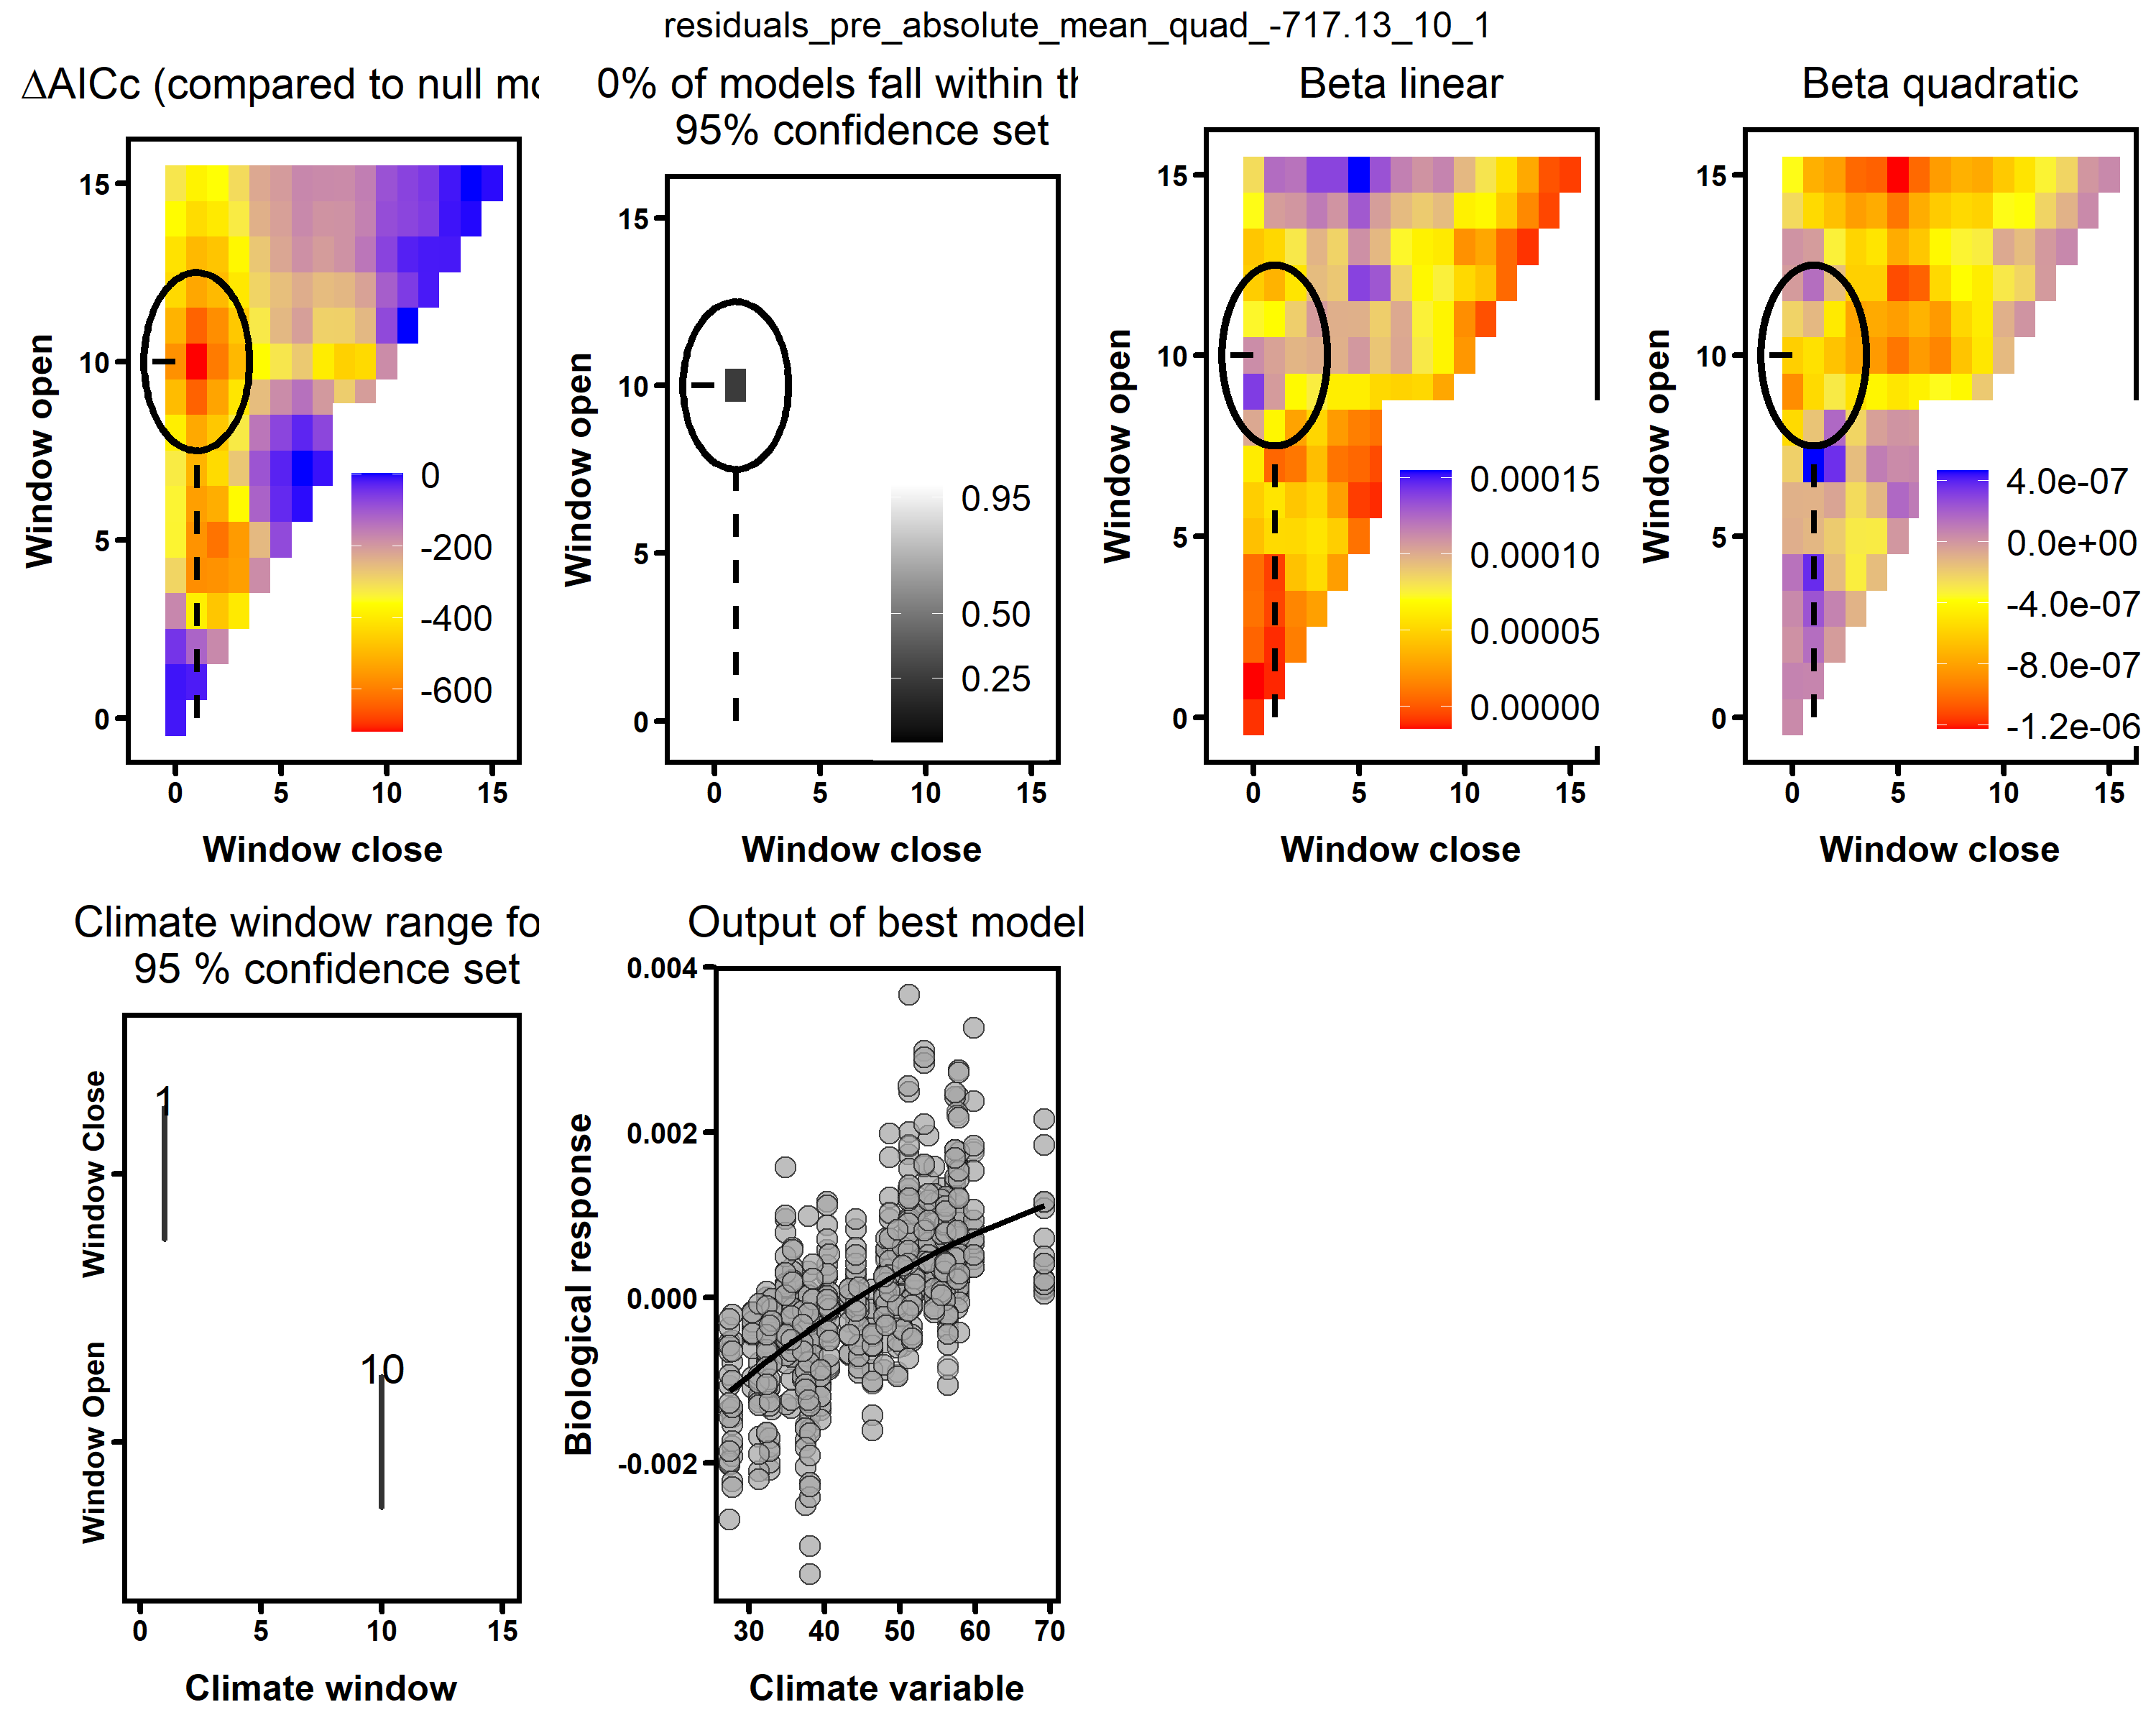 residuals_pre_absolute_mean_quad_-717.13_10_1
ΔAICc (compared to null mo
15
10
5
0
0
5
10
15
Window open
Window close
0
-200
-400
-600
0% of models fall within th
95% confidence set
15
10
5
0
0
5
10
15
Window open
Window close
0.95
0.50
0.25
Beta linear
15
10
5
0
0
5
10
15
Window open
Window close
0.00015
0.00010
0.00005
0.00000
Beta quadratic
15
10
5
0
0
5
10
15
Window open
Window close
4.0e-07
0.0e+00
-4.0e-07
-8.0e-07
-1.2e-06
Climate window range fo
95 % confidence set
Window Close
Window Open
1
10
0
5
10
15
Climate window
Output of best model
0.004
0.002
0.000
-0.002
Biological response
30
40
50
60
70
Climate variable